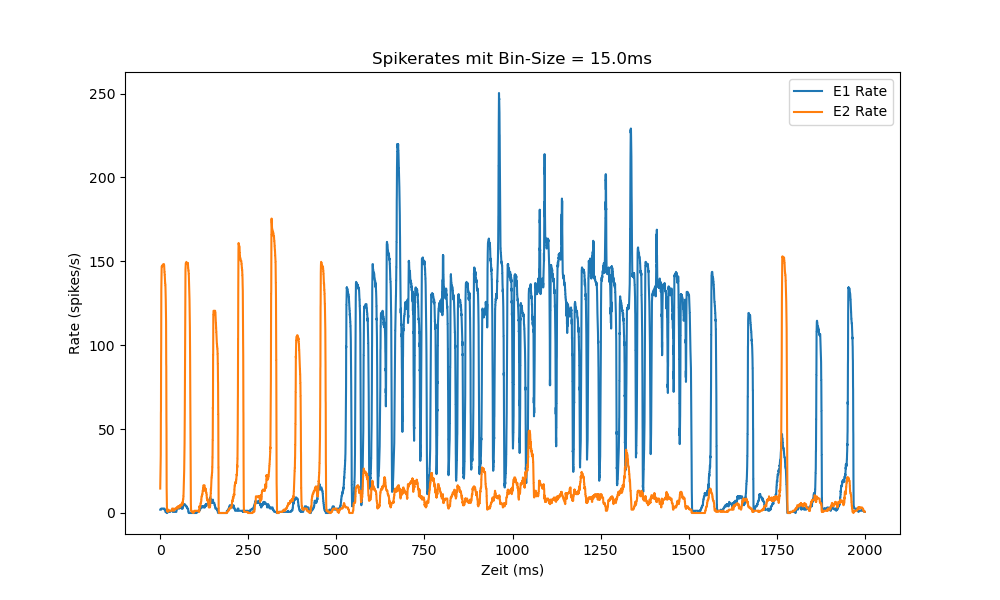 Spikerates mit Bin-Size = 15.0ms
E1 Rate
E2 Rate
250
200
150
100
50
0
Rate (spikes/s)
0 250 500 750 1000 1250 1500 1750 2000
Zeit (ms)